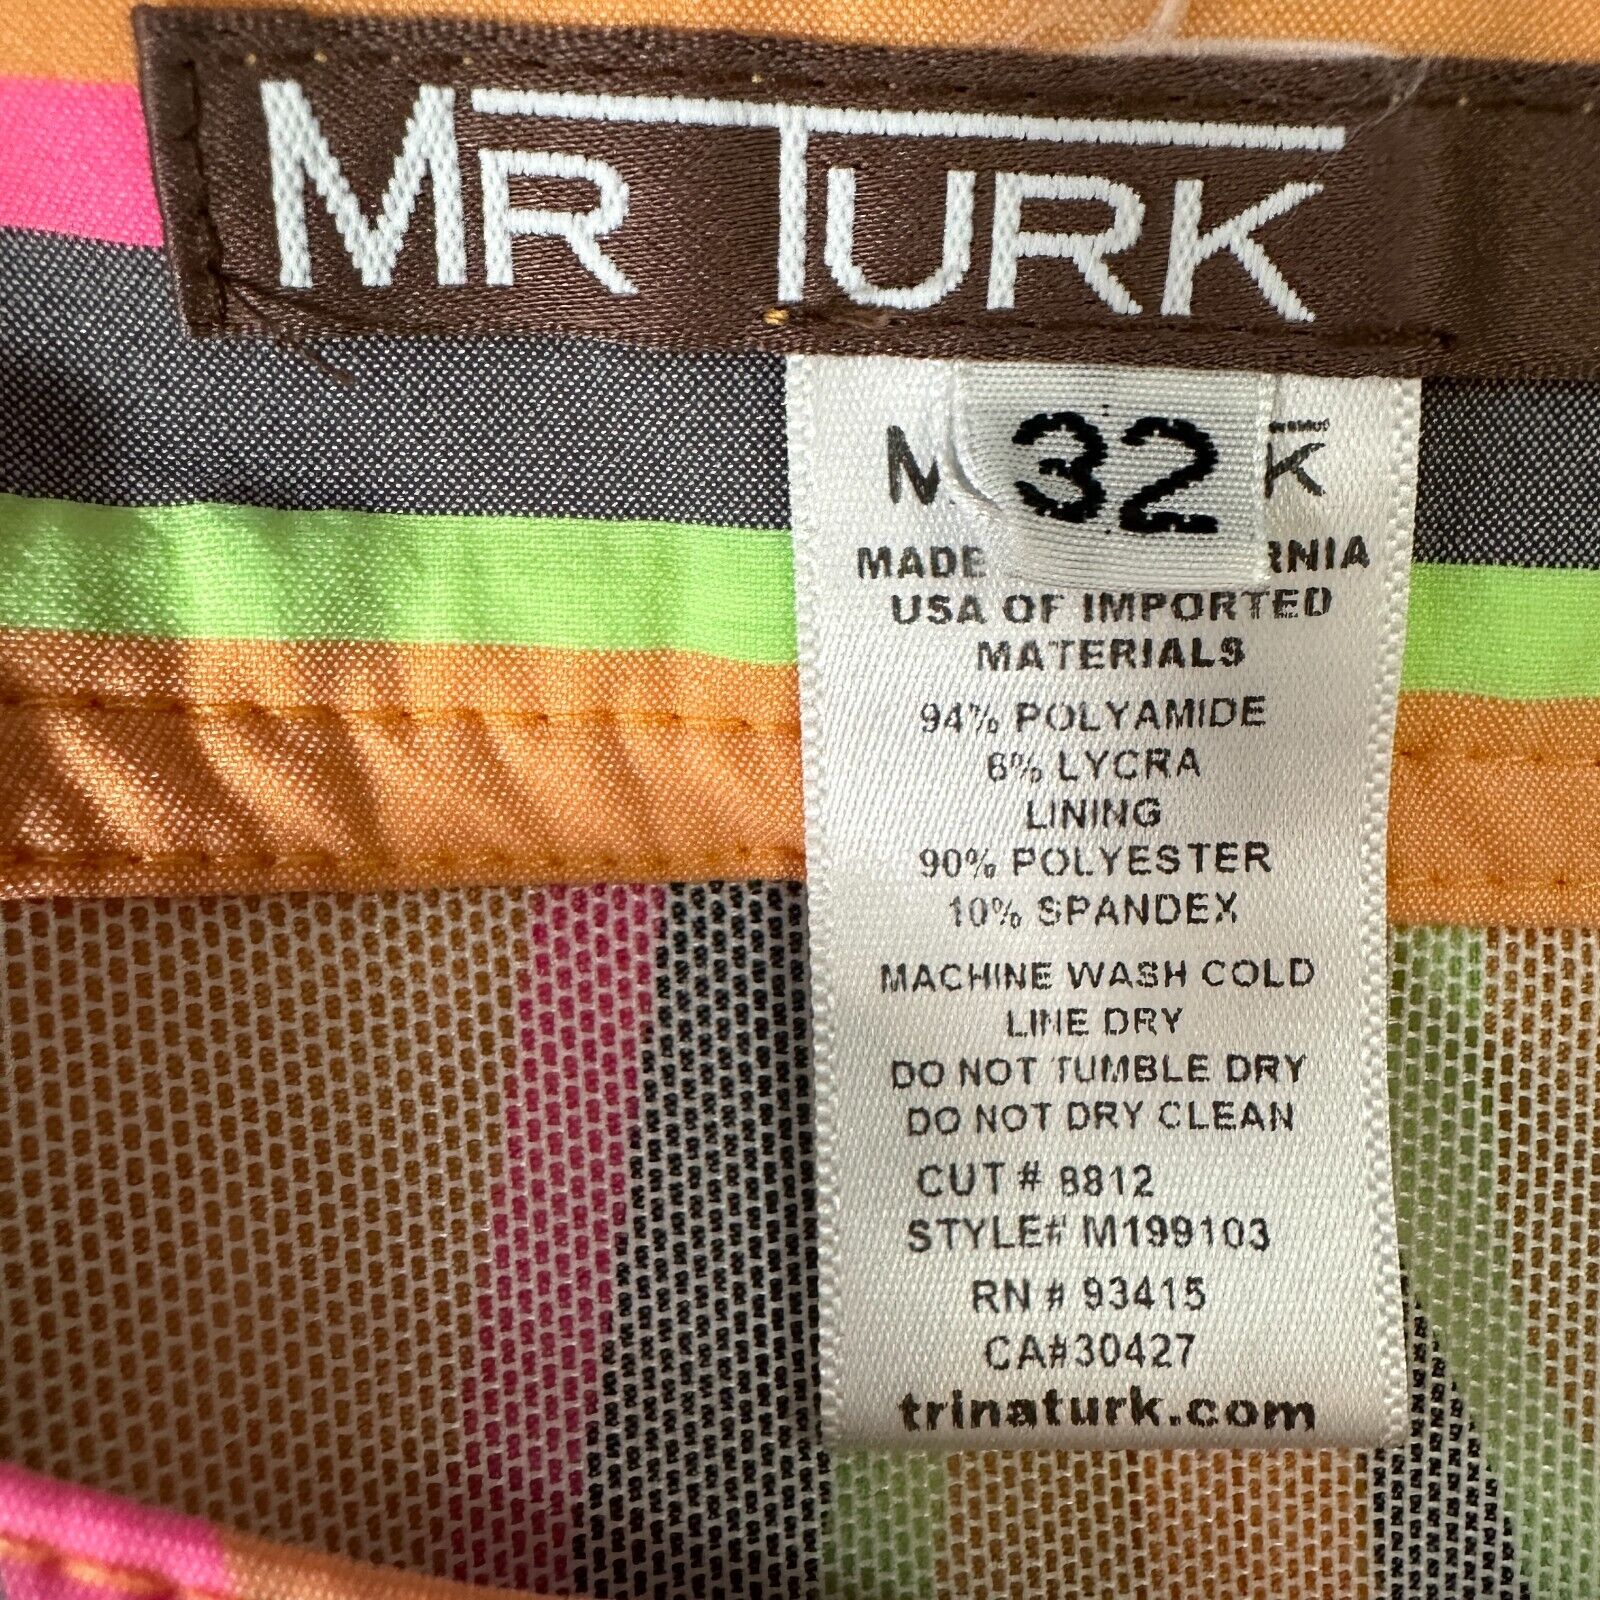 MR TURK
32
MADE
USA OF IMPORTED
MATERIALS
94% POLYAMIDE
6% LYCRA
LINING
90% POLYESTER
10% SPANDEX
MACHINE WASH COLD
LINE DRY
DO NOT TUMBLE DRY
DO NOT DRY CLEAN
CUT # 8812
STYLE# M199103
RN # 93415
CA#30427
trinaturk.com